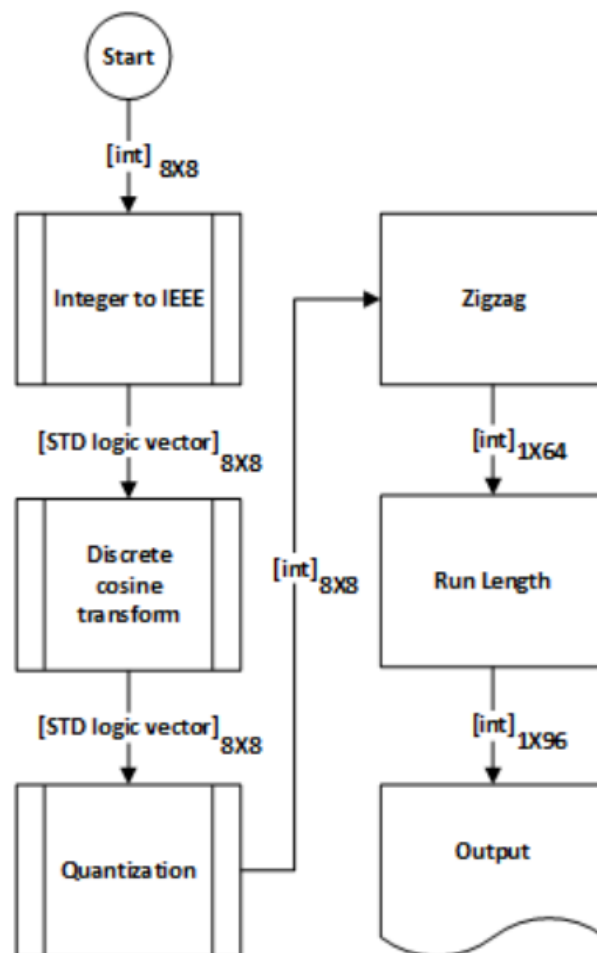 Start
[int] 8X8
Integer to IEEE
[STD logic vector] 8X8
Discrete
cosine
transform
[STD logic vector] 8X8
Quantization
[int] 8X8
Zigzag
[int] 1X64
Run Length
[int] 1X96
Output